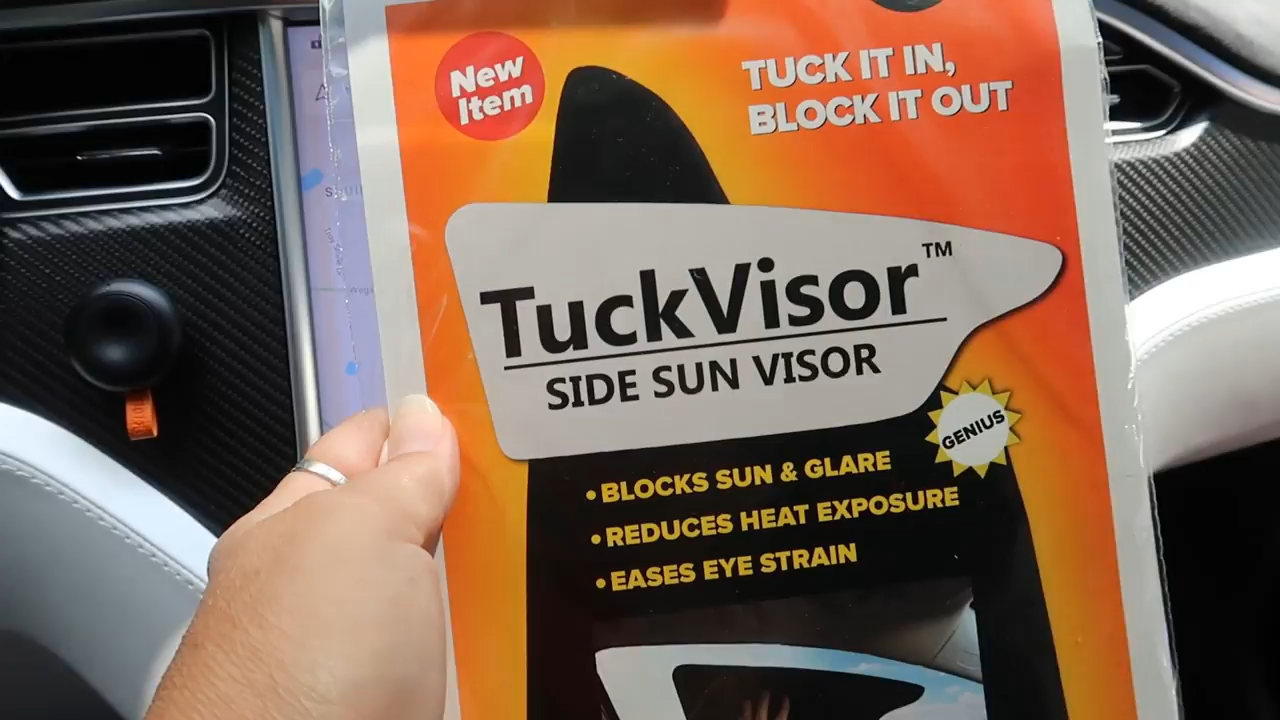 New
Item
TUCK IT IN,
BLOCK IT OUT
TuckVisor™
SIDE SUN VISOR
GENIUS
• BLOCKS SUN & GLARE
• REDUCES HEAT EXPOSURE
• EASES EYE STRAIN